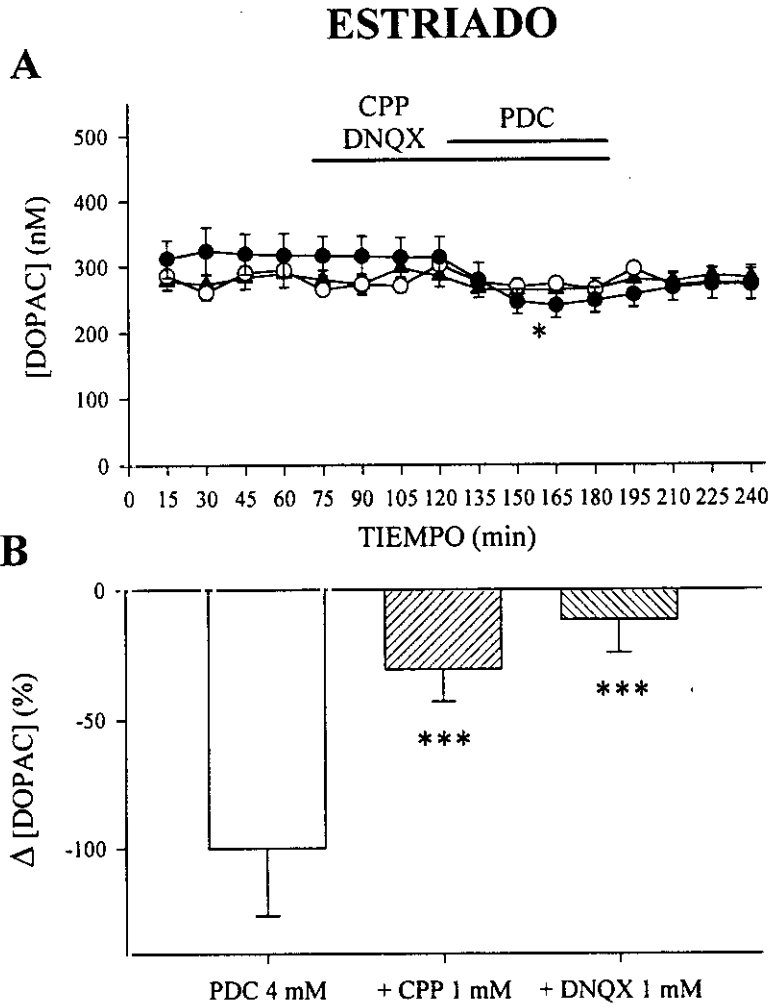 ESTRIADO
A
CPP
DNQX
PDC
[DOPAC] (nM)
500
400
300
200
100
0
*
0 15 30 45 60 75 90 105 120 135 150 165 180 195 210 225 240
TIEMPO (min)
B
Δ [DOPAC] (%)
0
-50
-100
***
***
PDC 4 mM + CPP 1 mM + DNQX 1 mM